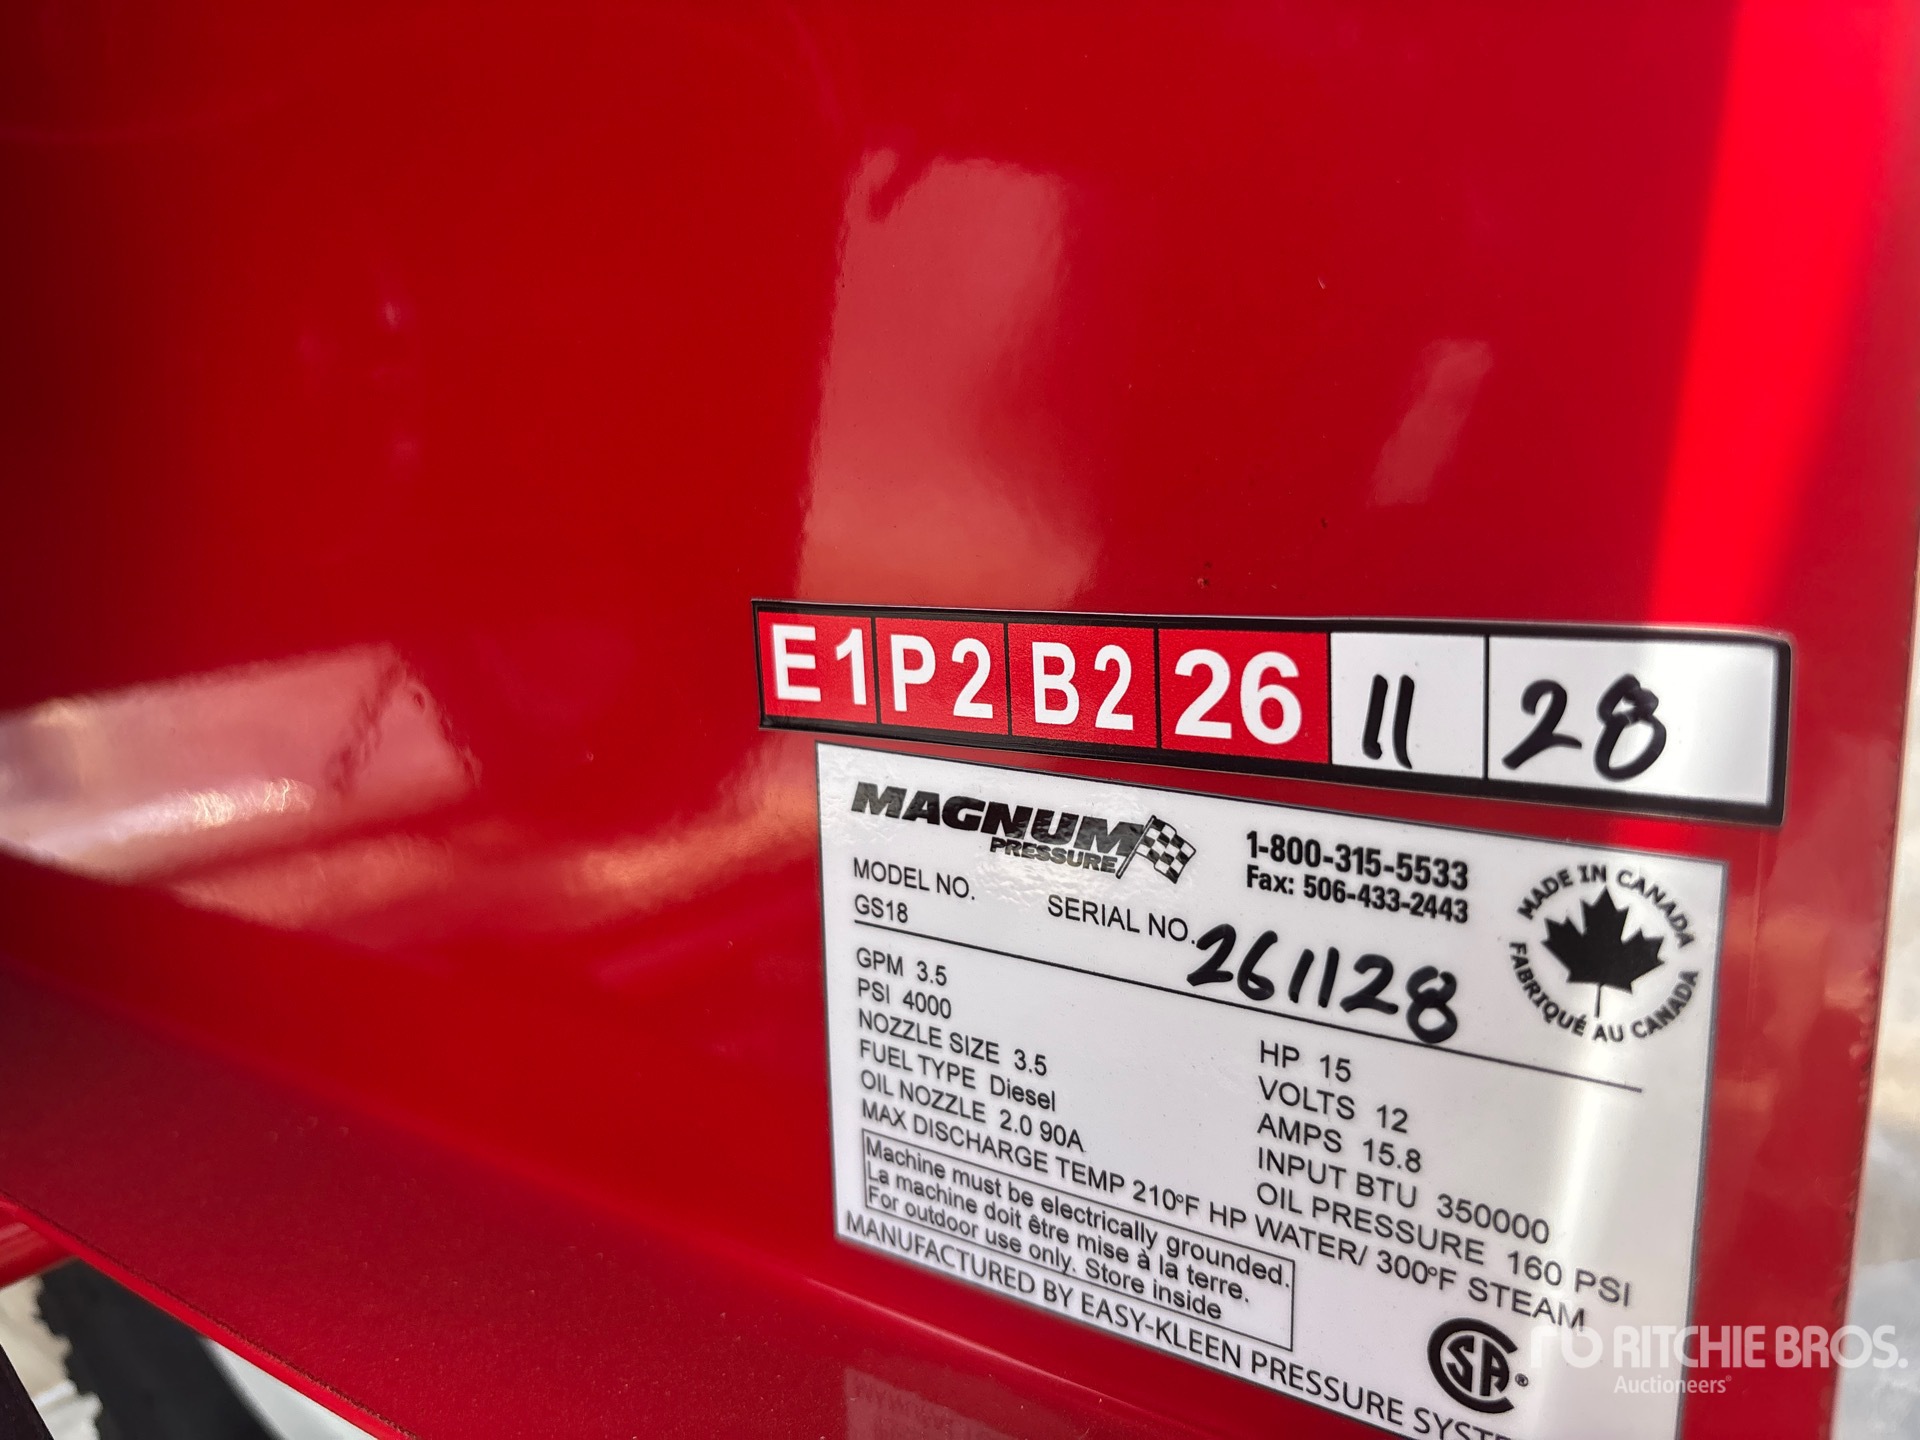 E1 P2 B2 26 11 28
MAGNUM
PRESSURE
1-800-315-5533
Fax: 506-433-2443
MADE IN CANADA
FABRIQUÉ AU CANADA
MODEL NO.
GS18
SERIAL NO. 261128
GPM 3.5
PSI 4000
NOZZLE SIZE 3.5
FUEL TYPE Diesel
OIL NOZZLE 2.0 90A
MAX DISCHARGE TEMP 210°F HP WATER/ 300°F STEAM
HP 15
VOLTS 12
AMPS 15.8
INPUT BTU 350000
OIL PRESSURE 160 PSI
Machine must be electrically grounded.
La machine doit être mise à la terre.
For outdoor use only. Store inside
MANUFACTURED BY EASY-KLEEN PRESSURE
SA®
rb RITCHIE BROS.
Auctioneers®